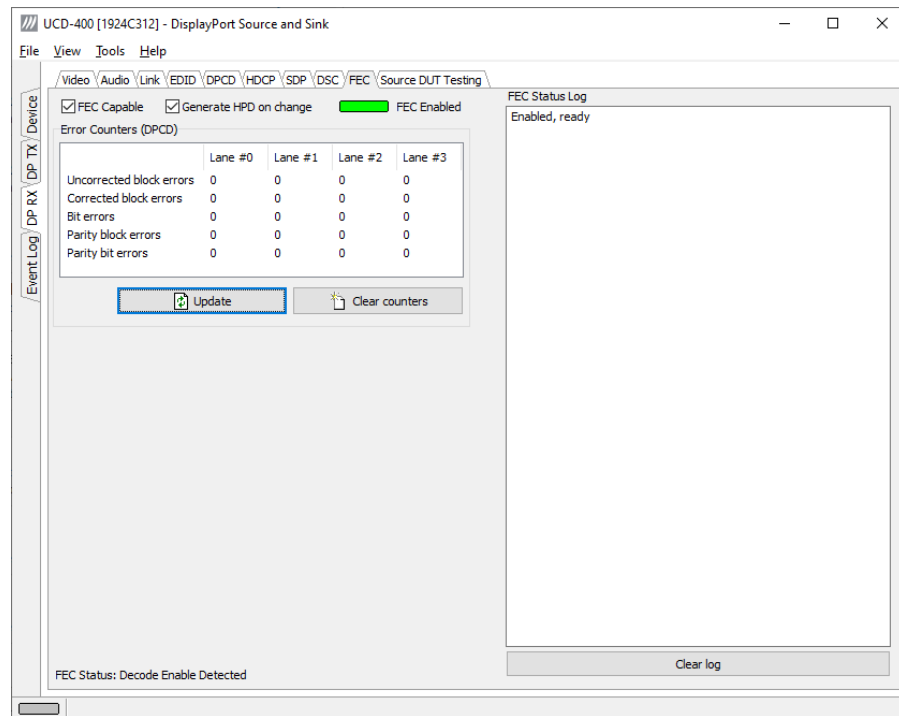 UCD-400 [1924C312] - DisplayPort Source and Sink
File View Tools Help
Video Audio Link EDID DPCD HDCP SDP DSC FEC Source DUT Testing
Device
DP TX
DP RX
Event Log
FEC Capable Generate HPD on change FEC Enabled
Error Counters (DPCD)
Lane #0 Lane #1 Lane #2 Lane #3
Uncorrected block errors 0 0 0 0
Corrected block errors 0 0 0 0
Bit errors 0 0 0 0
Parity block errors 0 0 0 0
Parity bit errors 0 0 0 0
Update Clear counters
FEC Status Log
Enabled, ready
Clear log
FEC Status: Decode Enable Detected